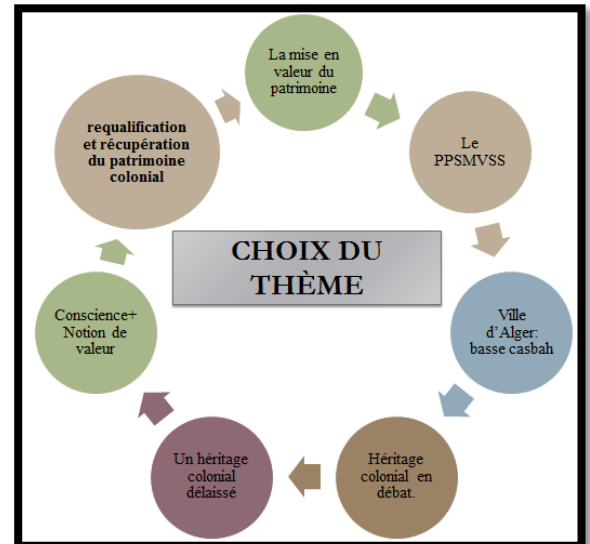 La mise en
valeur du
patrimoine
Le
PPSMVSS
Ville
d’Alger:
basse casbah
Héritage
colonial en
débat.
Un héritage
colonial
délaissé
Conscience+
Notion de
valeur
requalification
et récupération
du patrimoine
colonial
CHOIX DU
THÈME